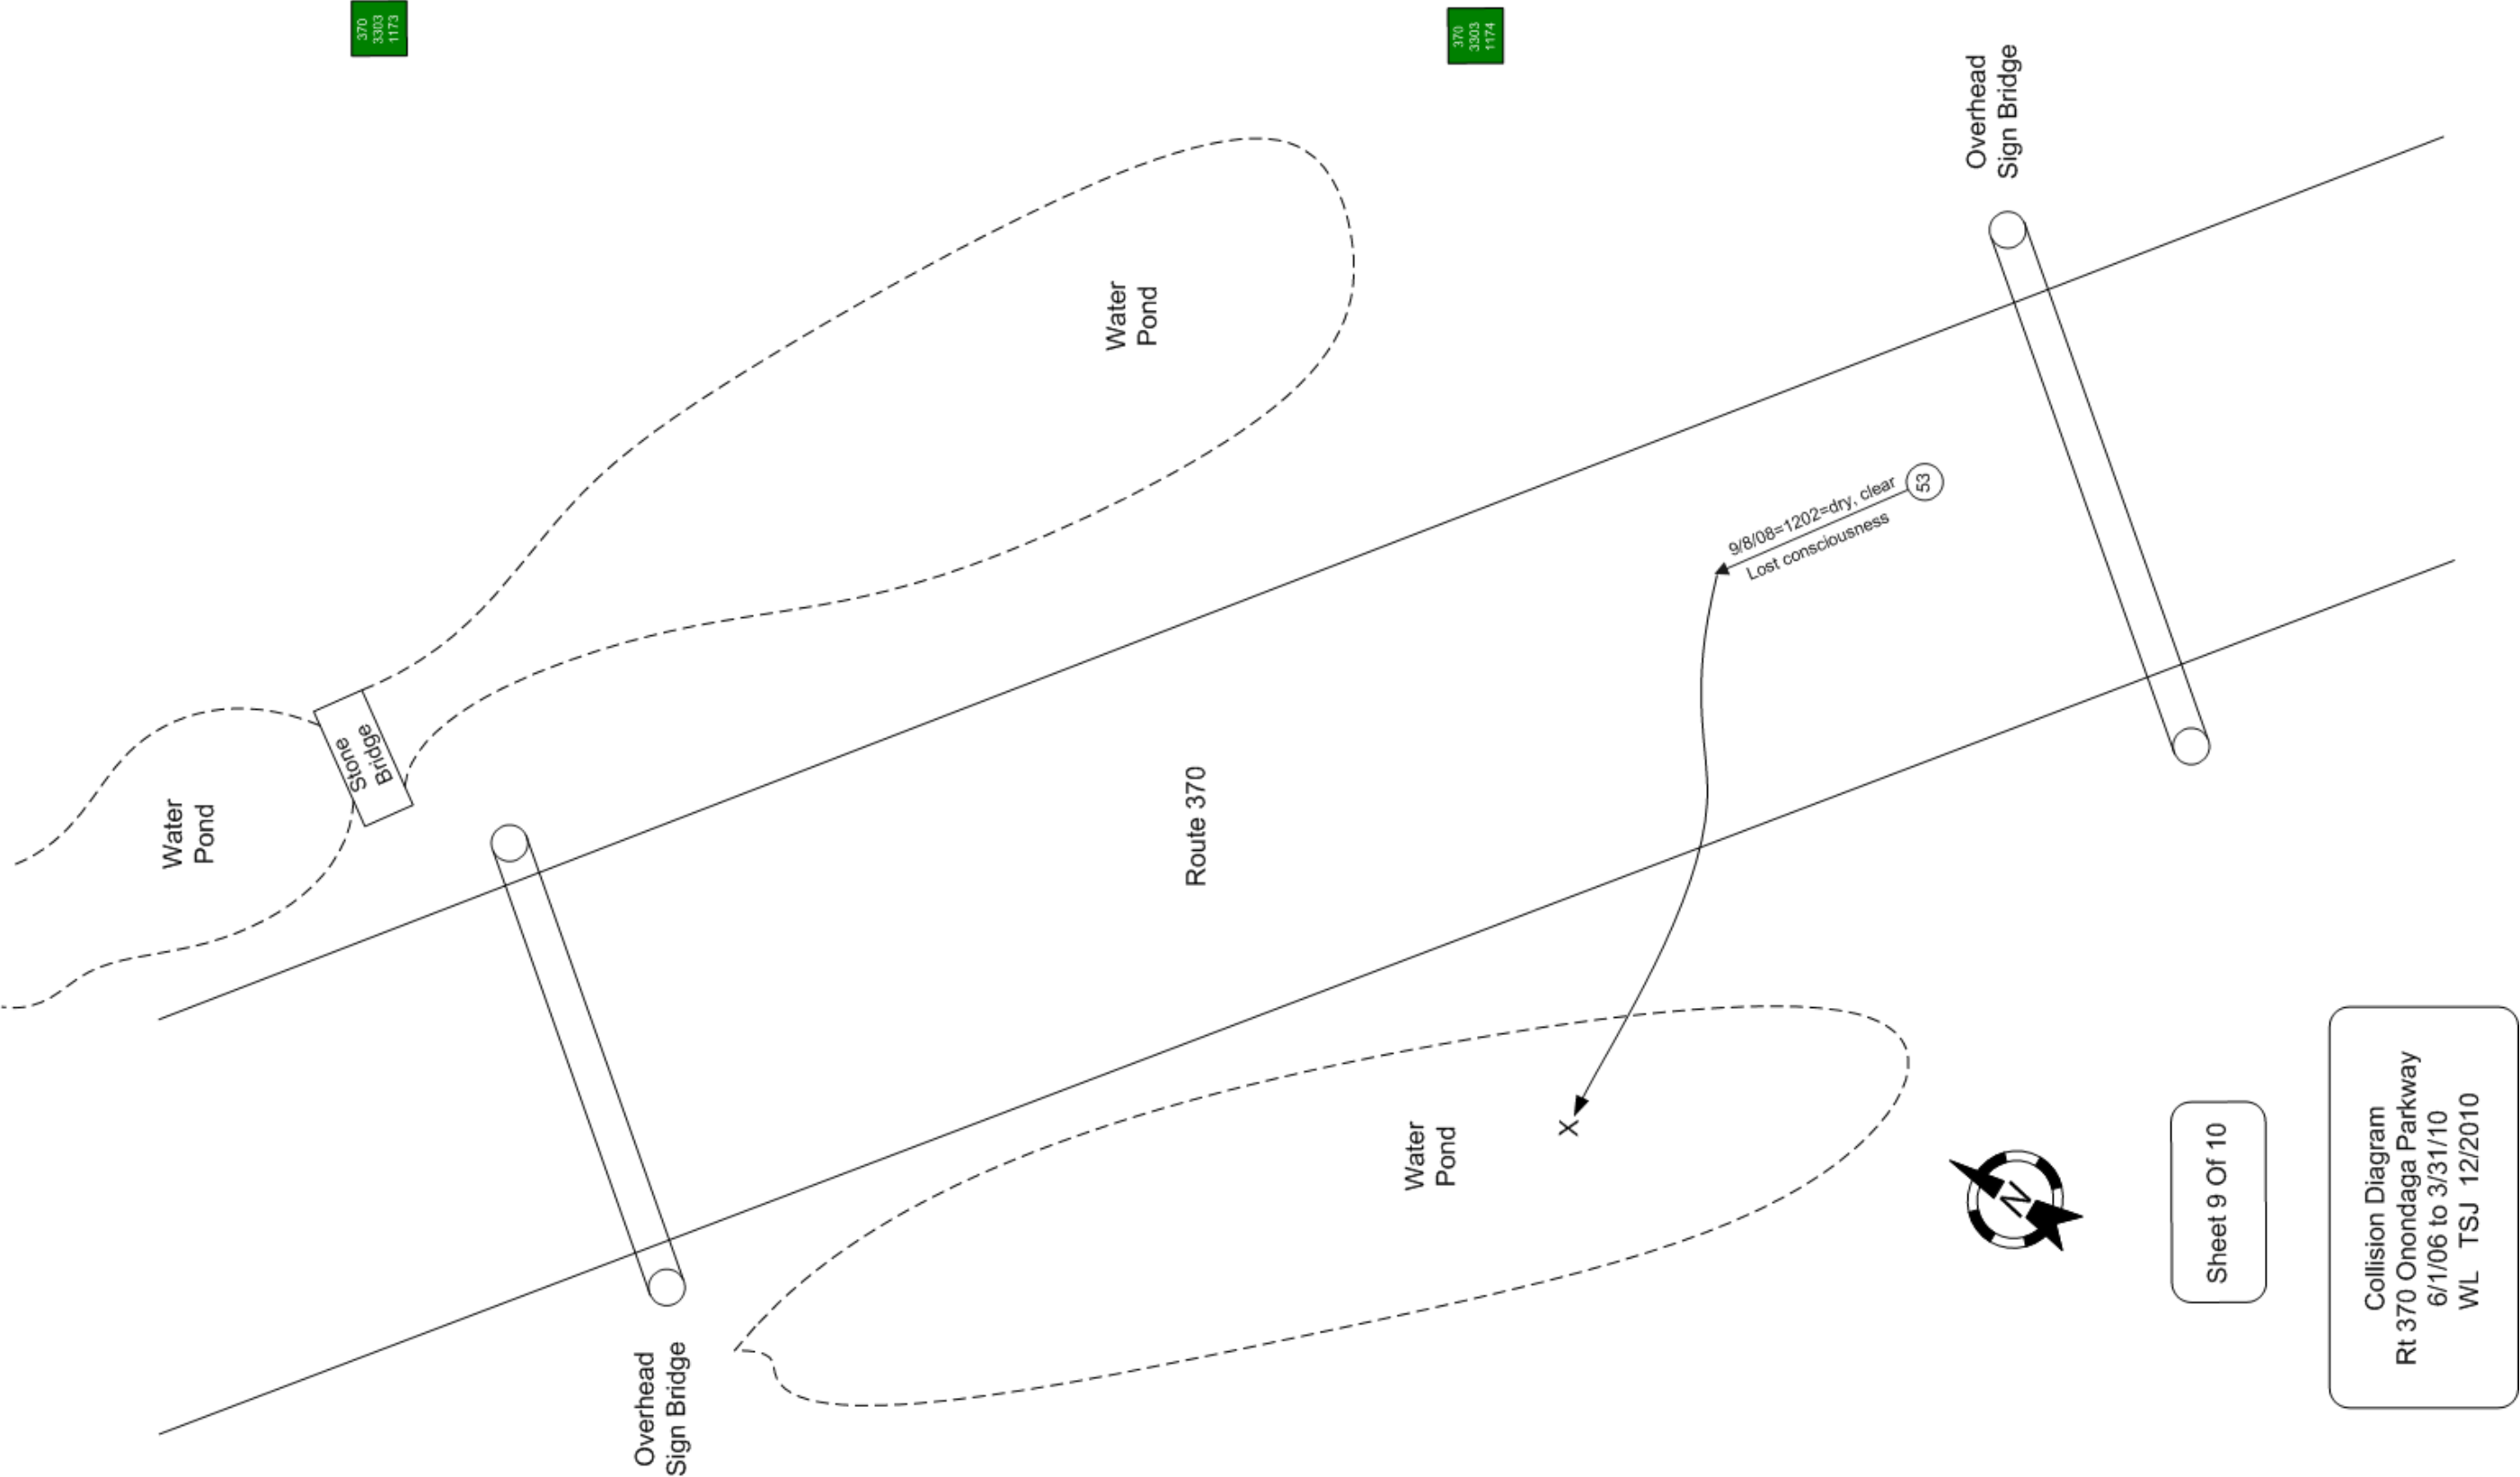 370
3303
1173
370
3303
1174
Overhead
Sign Bridge
Water
Pond
9/8/08=1202=dry, clear
Lost consciousness
53
Stone
Bridge
Water
Pond
Route 370
Water
Pond
Overhead
Sign Bridge
N
X
Sheet 9 Of 10
Collision Diagram
Rt 370 Onondaga Parkway
6/1/06 to 3/31/10
WL TSJ 12/2010